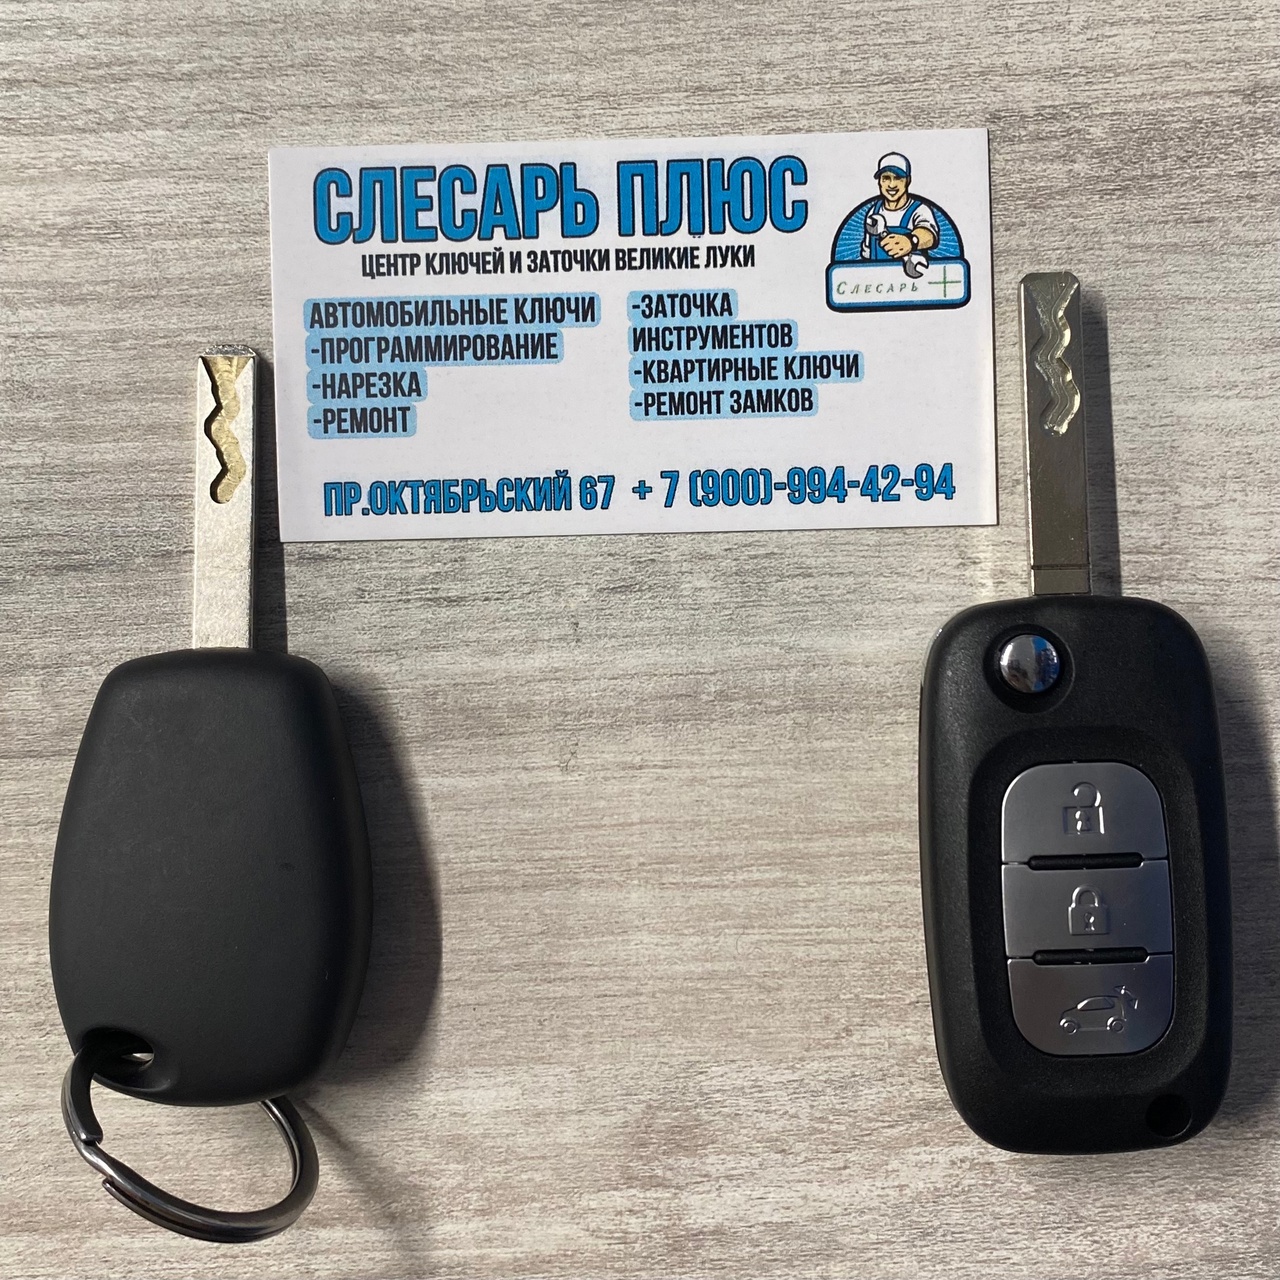 СЛЕСАРЬ ПЛЮС
ЦЕНТР КЛЮЧЕЙ И ЗАТОЧКИ ВЕЛИКИЕ ЛУКИ
СЛЕСАРЬ
АВТОМОБИЛЬНЫЕ КЛЮЧИ
-ПРОГРАММИРОВАНИЕ
-НАРЕЗКА
-РЕМОНТ
-ЗАТОЧКА
ИНСТРУМЕНТОВ
-КВАРТИРНЫЕ КЛЮЧИ
-РЕМОНТ ЗАМКОВ
ПР.ОКТЯБРЬСКИЙ 67 + 7 (900)-994-42-94